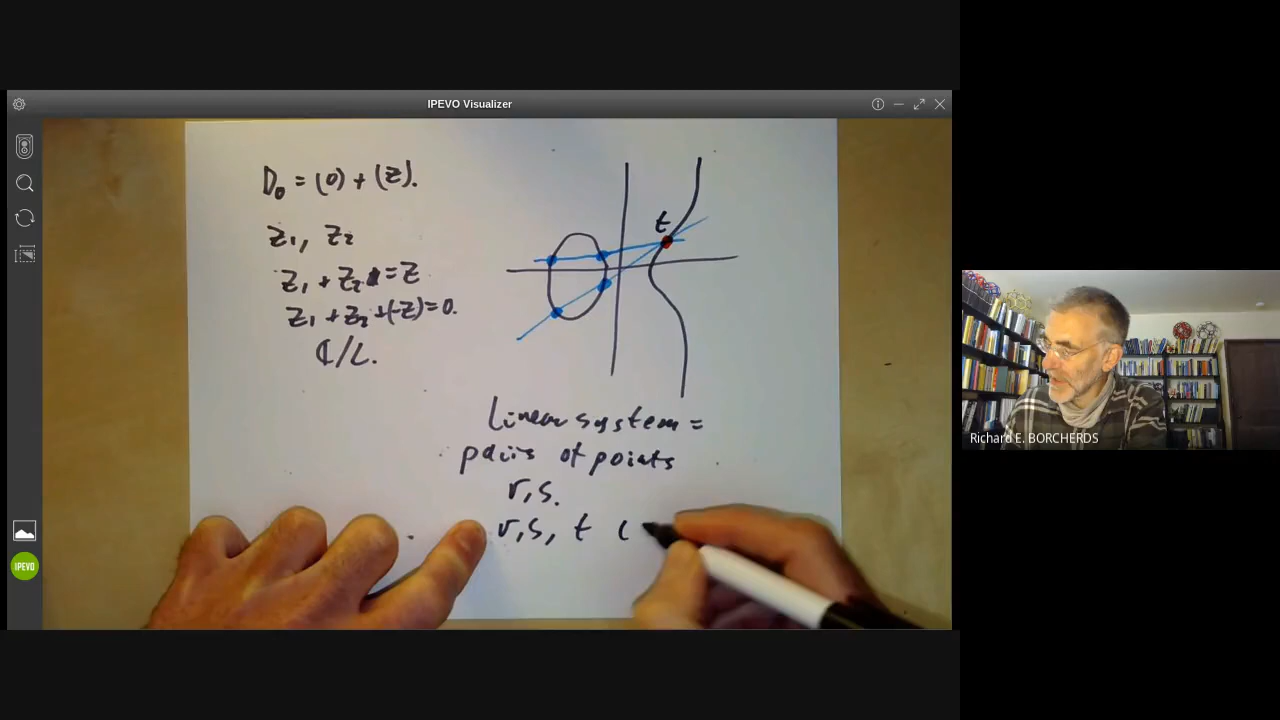 IPEVO Visualizer
D₀ = (0) + (z).
z₁, z₂
z₁ + z₂ = z
z₁ + z₂ + (-z) = 0.
ℂ/L.
t
Linear system =
pairs of points
r, s.
r, s, t (
IPEVO
Richard E. BORCHERDS